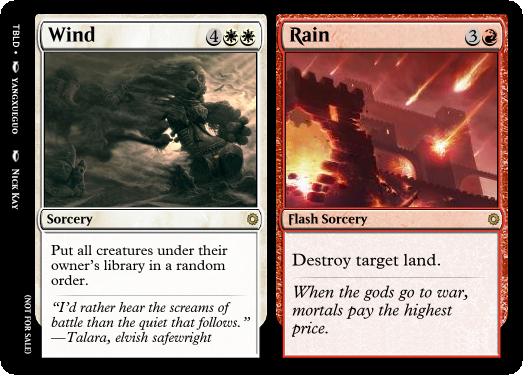 Wind 4
Sorcery
Put all creatures under their
owner's library in a random
order.
"I'd rather hear the screams of
battle than the quiet that follows."
—Talara, elvish safewright
Rain 3
Flash Sorcery
Destroy target land.
When the gods go to war,
mortals pay the highest
price.
TBLD • YANGXUEGUO NICK KAY
(NOT FOR SALE)